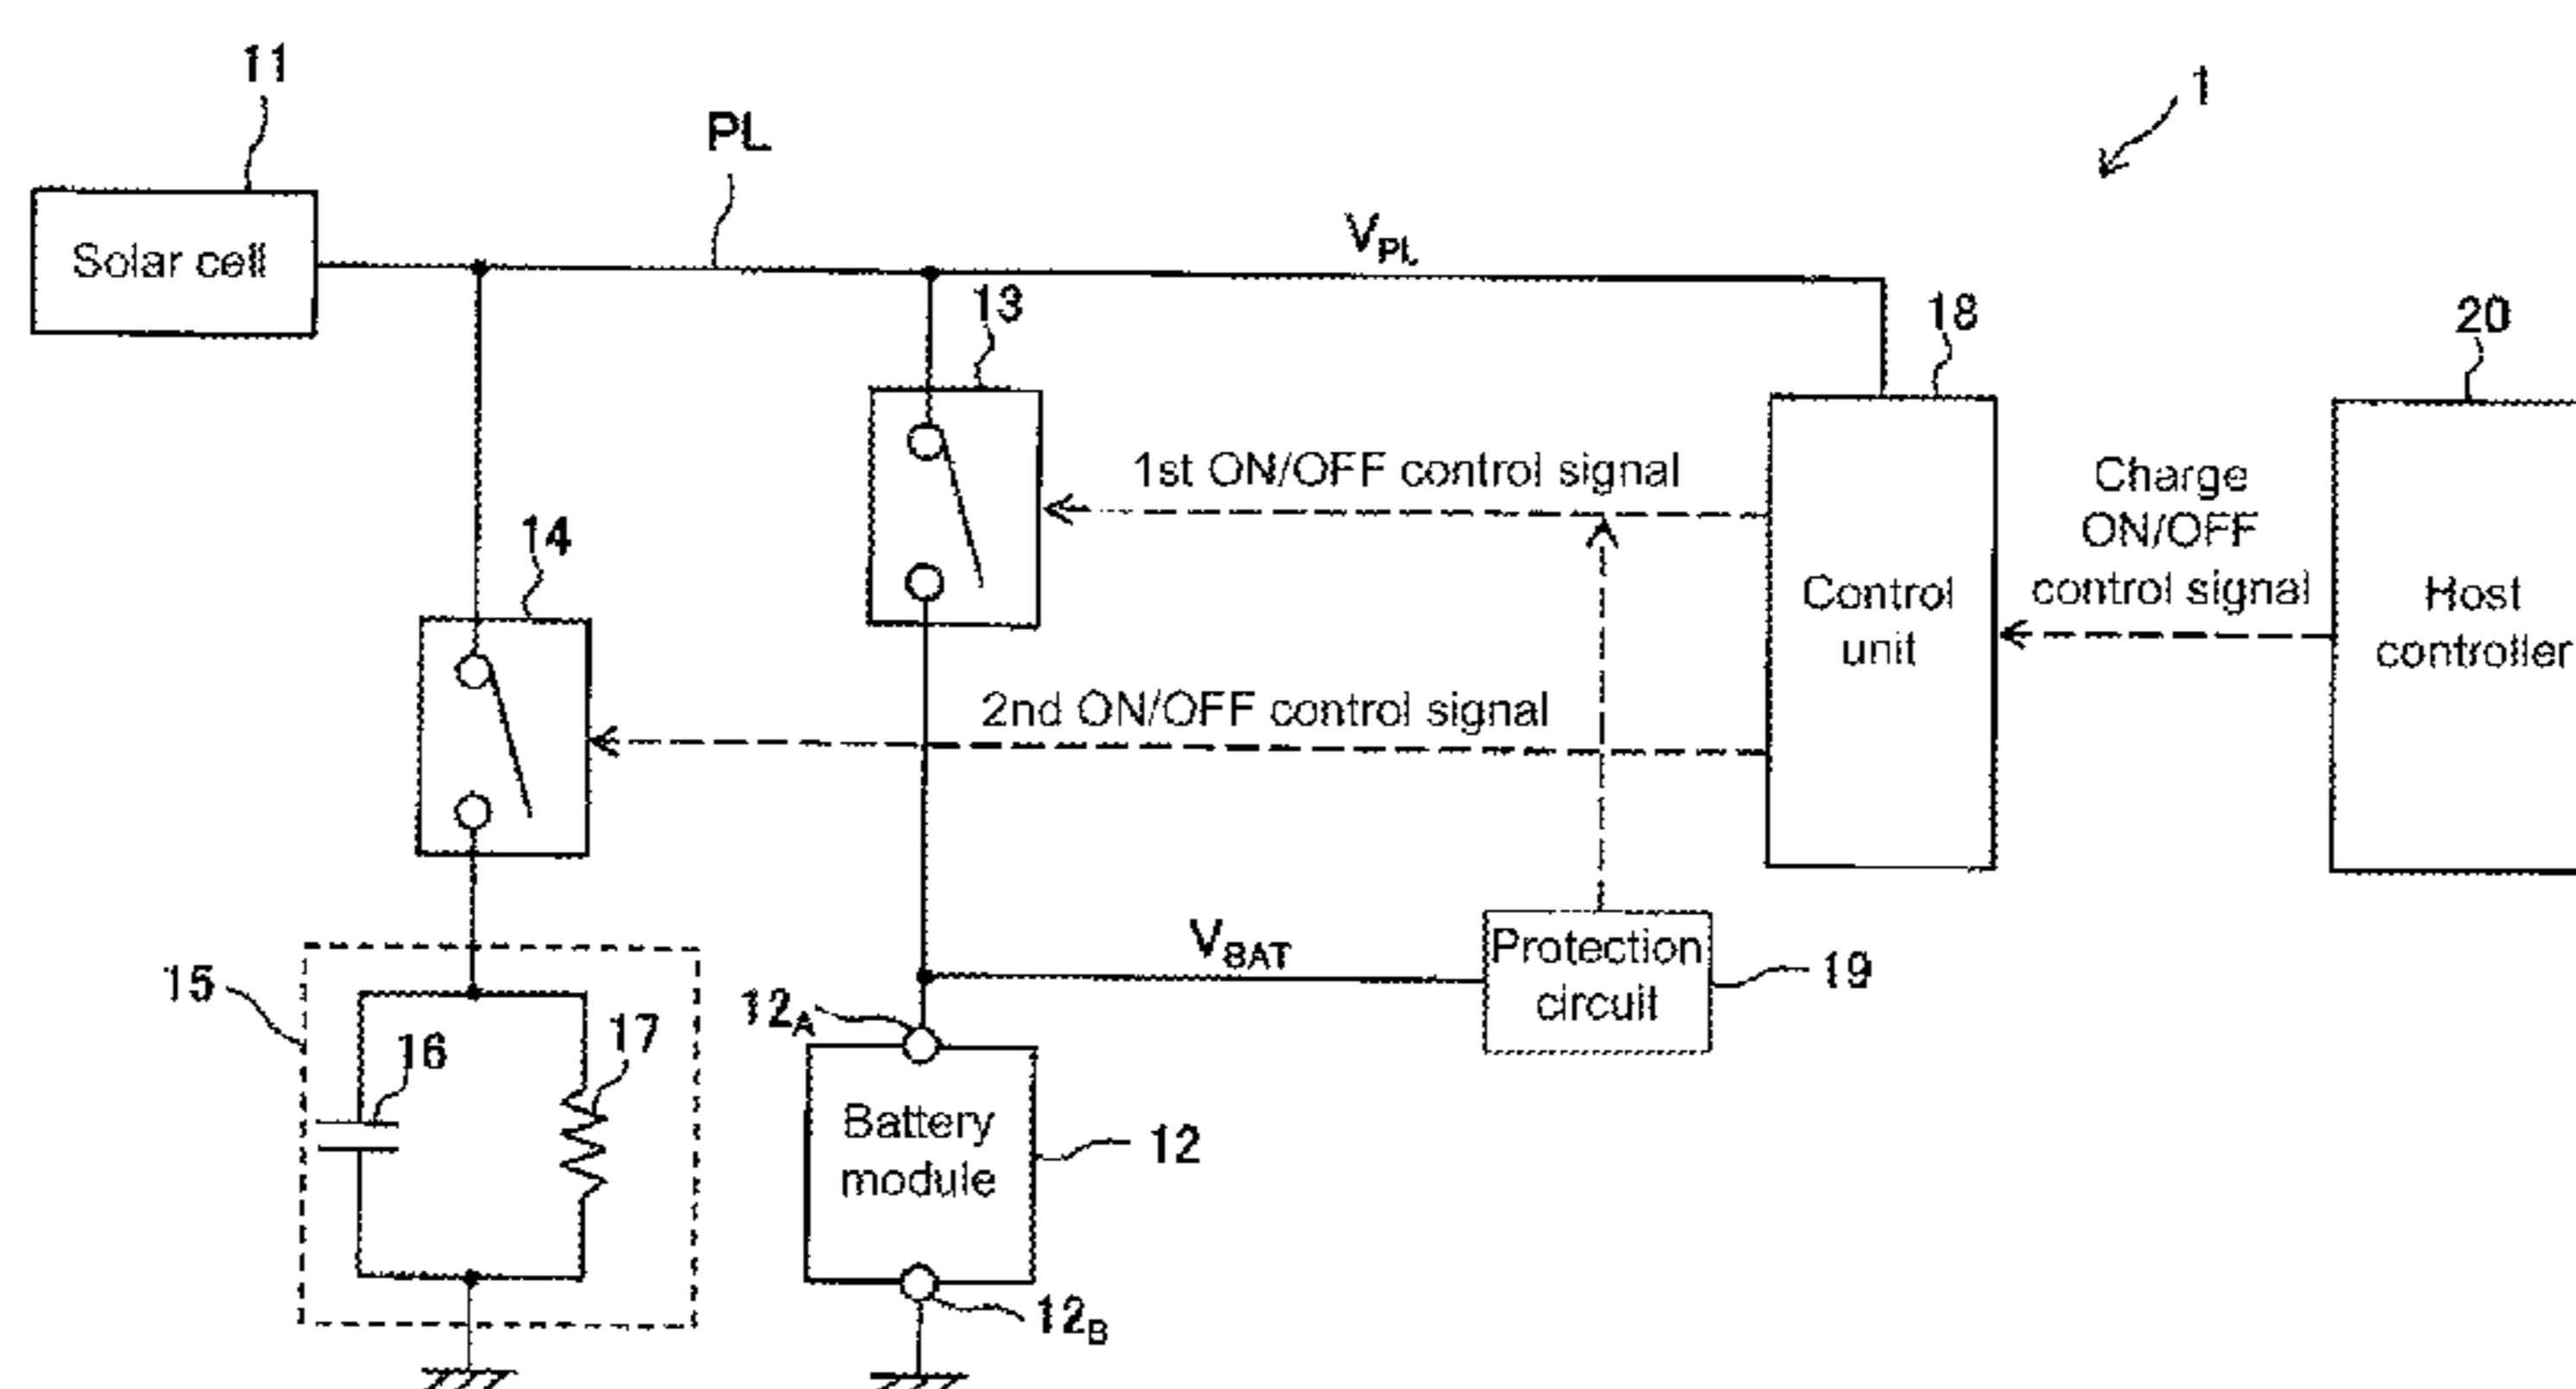 11
1
PL
Solar cell
VPL
13
18
20
14
1st ON/OFF control signal
Charge
ON/OFF
control signal
Control
unit
Host
controller
2nd ON/OFF control signal
15
16
17
VBAT
Protection
circuit
19
12A
Battery
module
12
12B